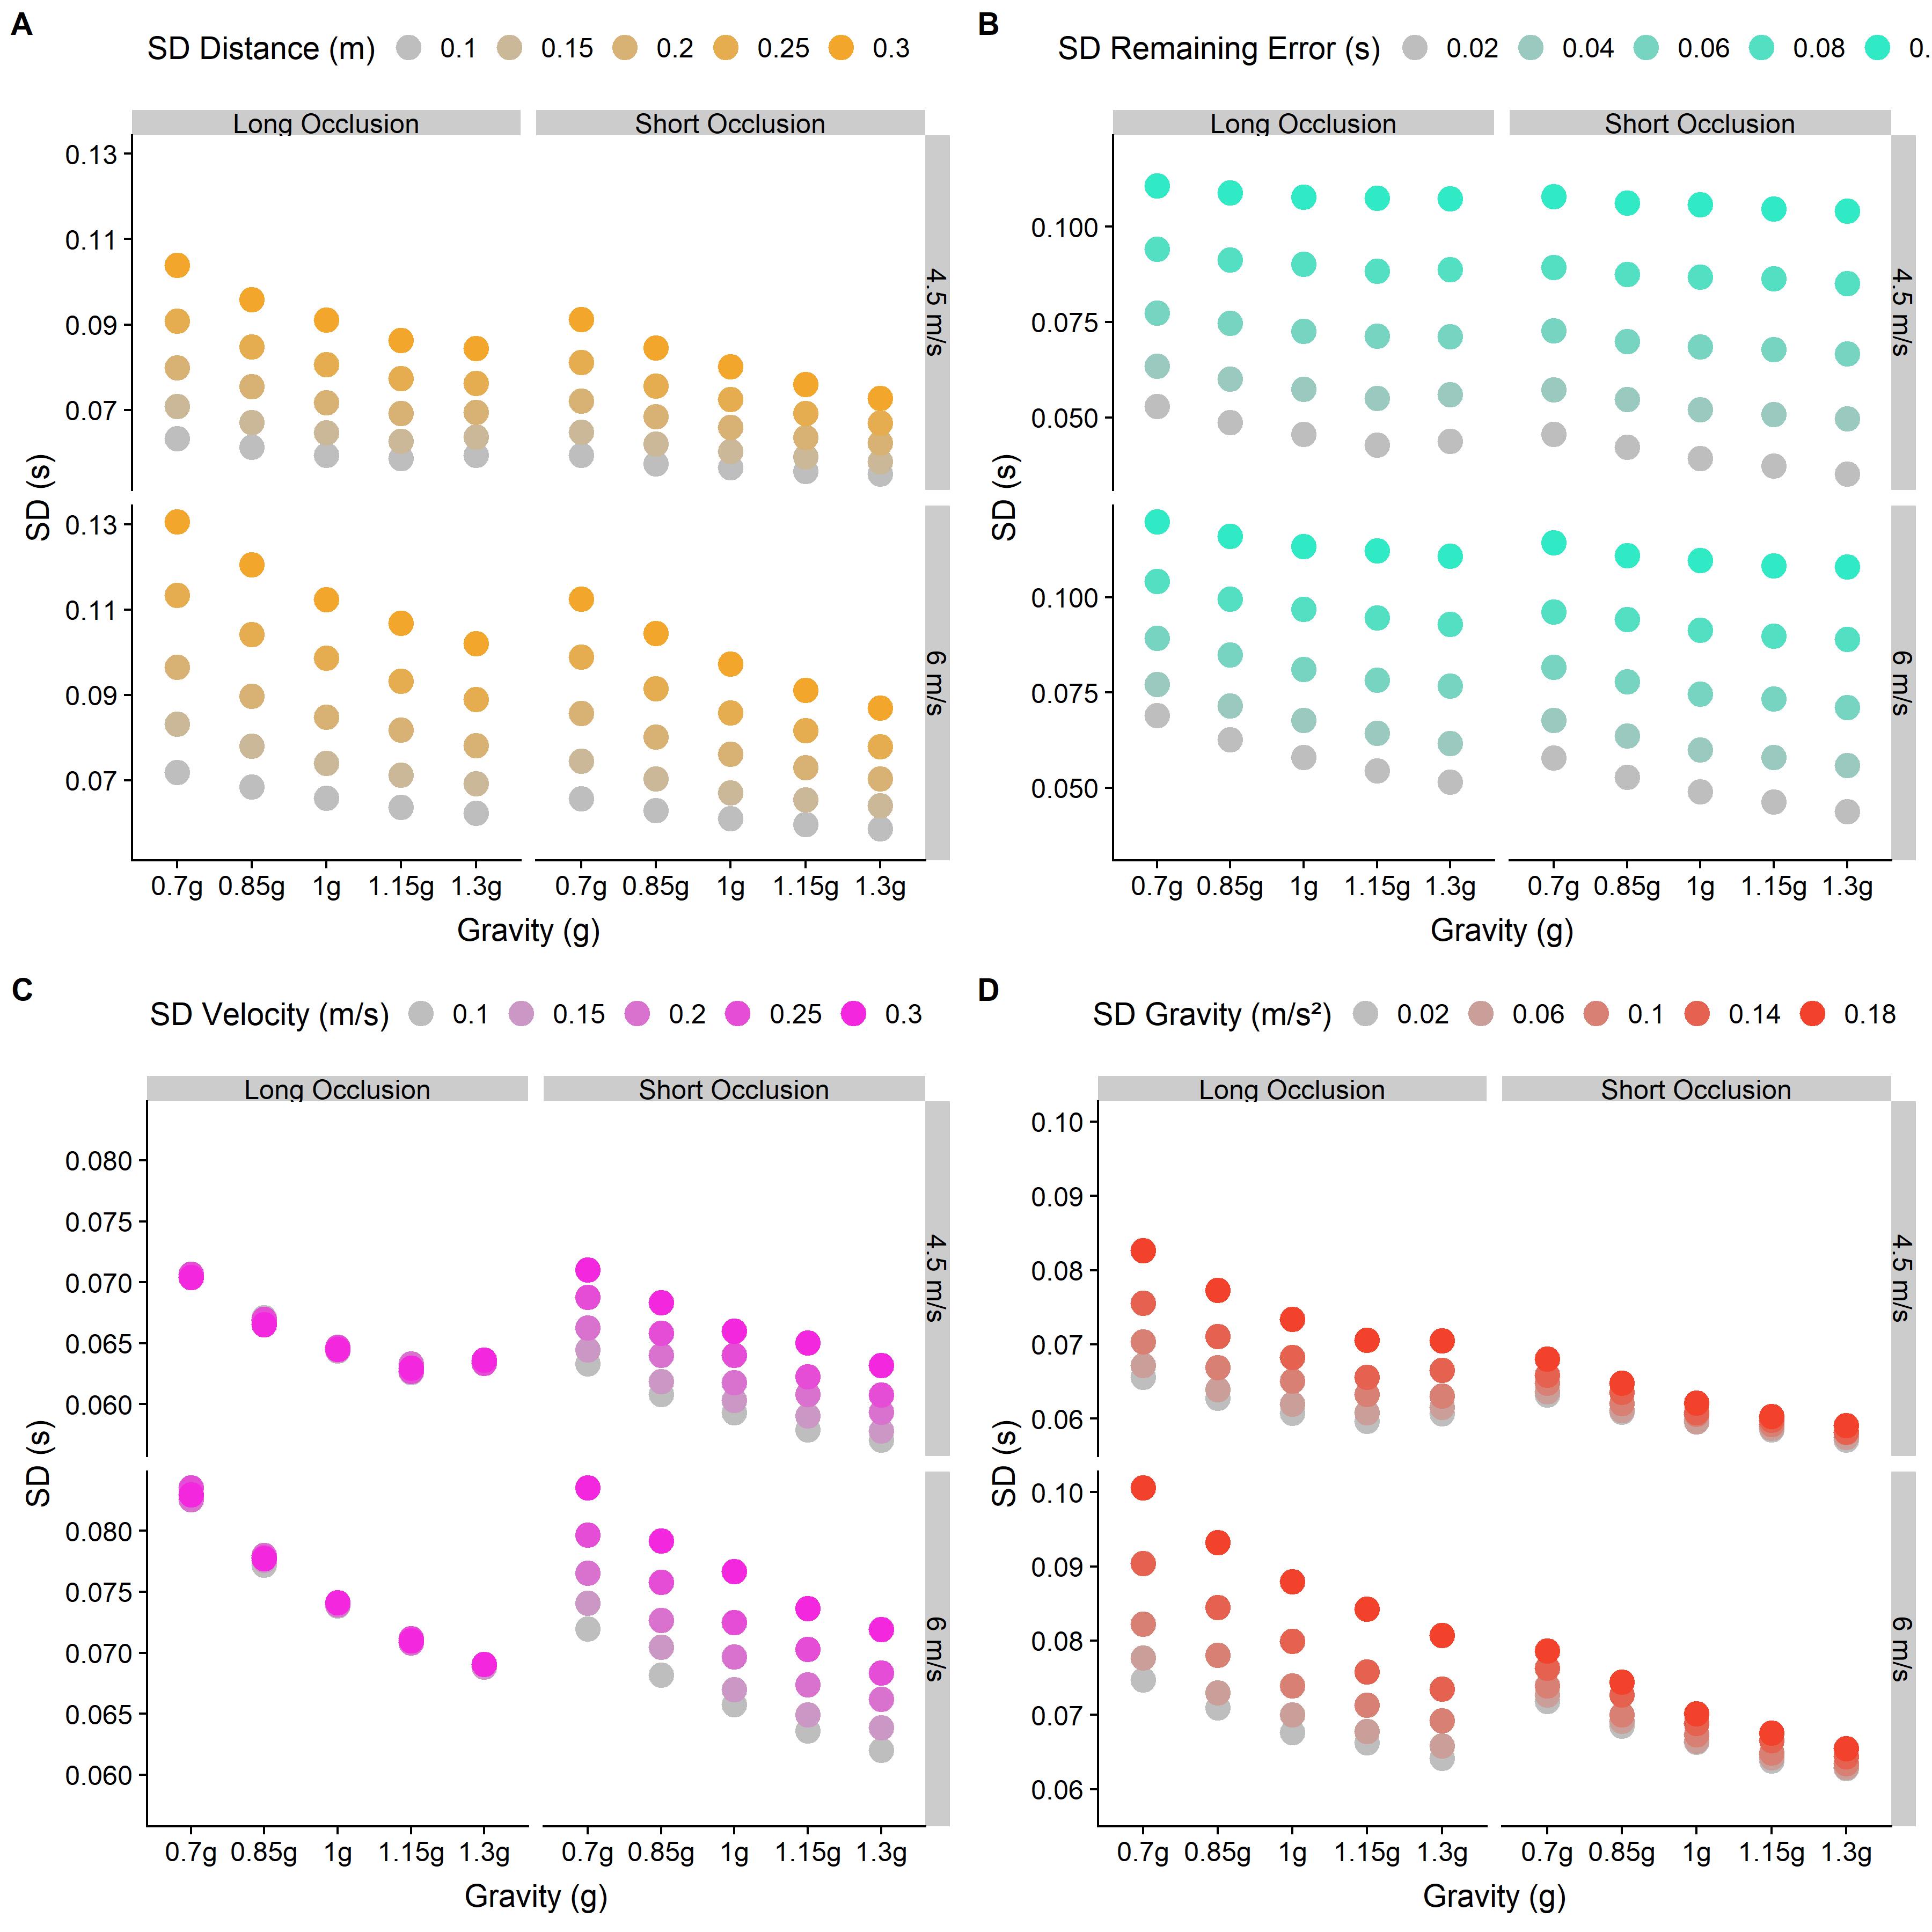 A
SD Distance (m) 0.1 0.15 0.2 0.25 0.3
Long Occlusion Short Occlusion
0.13
0.11
0.09
0.07
4.5 m/s
SD (s)
0.13
0.11
0.09
0.07
6 m/s
0.7g 0.85g 1g 1.15g 1.3g 0.7g 0.85g 1g 1.15g 1.3g
Gravity (g)
B
SD Remaining Error (s) 0.02 0.04 0.06 0.08 0.
Long Occlusion Short Occlusion
0.100
0.075
0.050
4.5 m/s
SD (s)
0.100
0.075
0.050
6 m/s
0.7g 0.85g 1g 1.15g 1.3g 0.7g 0.85g 1g 1.15g 1.3g
Gravity (g)
C
SD Velocity (m/s) 0.1 0.15 0.2 0.25 0.3
Long Occlusion Short Occlusion
0.080
0.075
0.070
0.065
0.060
4.5 m/s
SD (s)
0.080
0.075
0.070
0.065
0.060
6 m/s
0.7g 0.85g 1g 1.15g 1.3g 0.7g 0.85g 1g 1.15g 1.3g
Gravity (g)
D
SD Gravity (m/s²) 0.02 0.06 0.1 0.14 0.18
Long Occlusion Short Occlusion
0.10
0.09
0.08
0.07
0.06
4.5 m/s
SD (s)
0.10
0.09
0.08
0.07
0.06
6 m/s
0.7g 0.85g 1g 1.15g 1.3g 0.7g 0.85g 1g 1.15g 1.3g
Gravity (g)